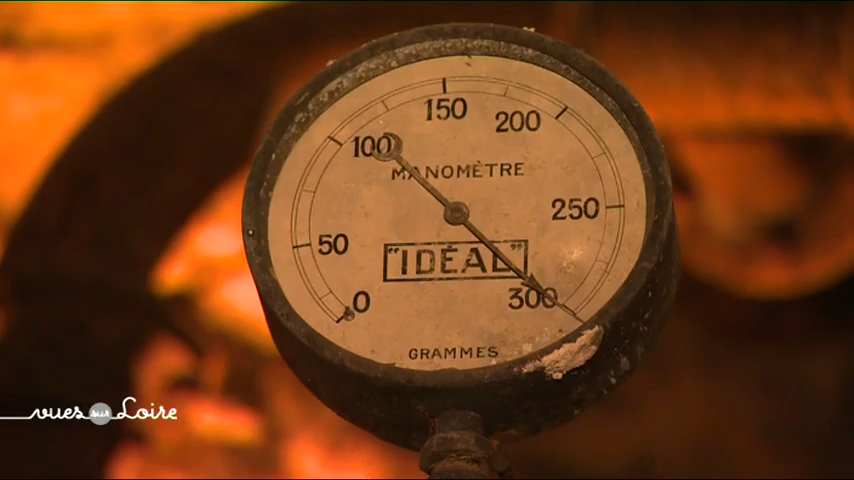 150
200
100
MANOMÈTRE
250
50
"IDÉAL"
0
300
GRAMMES
vues sur Loire